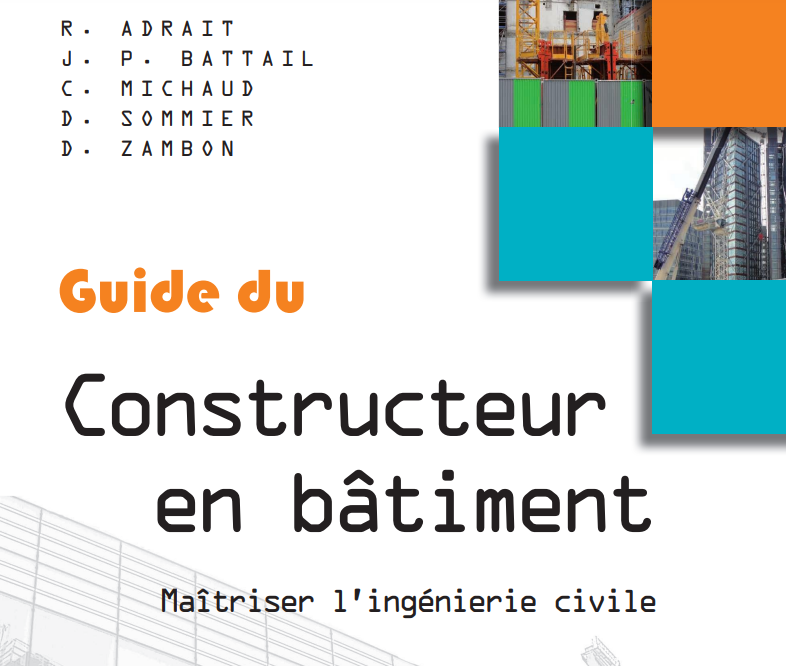 R. ADRAIT
J. P. BATTAIL
C. MICHAUD
D. SOMMIER
D. ZAMBON
Guide du
Constructeur
en bâtiment
Maîtriser l'ingénierie civile